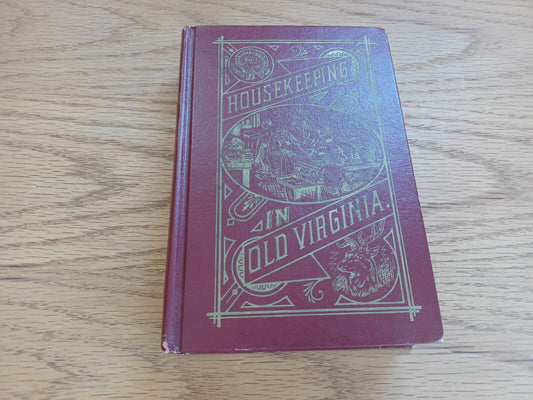 HOUSEKEEPING
IN
OLD VIRGINIA.